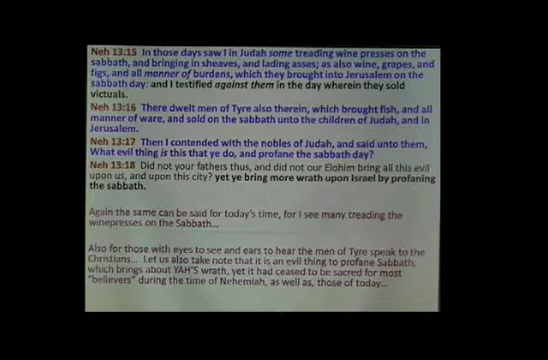 Neh 13:15 In those days saw I in Judah some treading wine presses on the
sabbath, and bringing in sheaves, and lading asses; as also wine, grapes, and
figs, and all manner of burdens, which they brought into Jerusalem on the
sabbath day: and I testified against them in the day wherein they sold
victuals.
Neh 13:16 There dwelt men of Tyre also therein, which brought fish, and all
manner of ware, and sold on the sabbath unto the children of Judah, and in
Jerusalem.
Neh 13:17 Then I contended with the nobles of Judah, and said unto them,
What evil thing is this that ye do, and profane the sabbath day?
Neh 13:18 Did not your fathers thus, and did not our Elohim bring all this evil
upon us, and upon this city? yet ye bring more wrath upon Israel by profaning
the sabbath.
Again the same can be said for today's time, for I see many treading the
winepresses on the Sabbath...
Also for those with eyes to see and ears to hear the men of Tyre speak to the
Christians... Let us also take note that it is an evil thing to profane Sabbath,
which brings about YAH'S wrath, yet it had ceased to be sacred for most
"believers" during the time of Nehemiah, as well as, those of today...